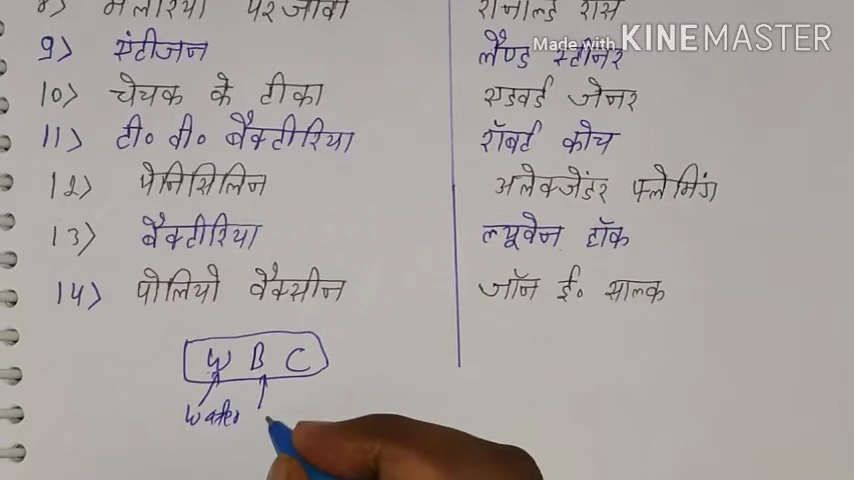 8> मलेरिया परजीवी रोनाल्ड रास
Made with KINEMASTER
9> एंटीजन लैण्ड स्टीनर
10> चेचक के टीका एडवर्ड जेनर
11> टी० वी० बैक्टीरिया रॉबर्ट कोच
12> पेनिसिलिन अलेक्जेंडर फ्लेमिंग
13> बैक्टीरिया ल्यूवेन हॉक
14> पोलियो वैक्सीन जॉन ई० साल्क
W B C
Water